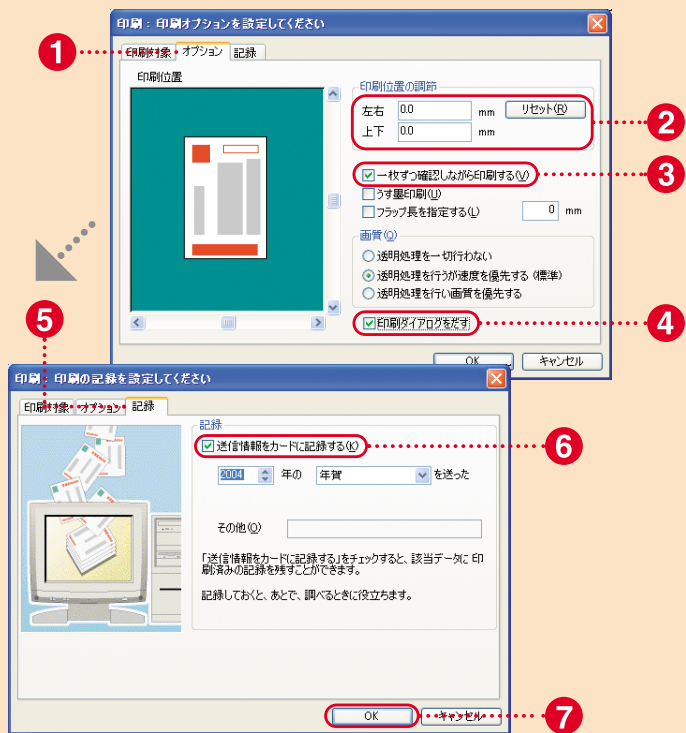 印刷：印刷オプションを設定してください
1
印刷対象 オプション 記録
印刷位置
印刷位置の調節
左右 0.0 mm リセット(R)
上下 0.0 mm
2
一枚ずつ確認しながら印刷する(V)
3
うす墨印刷(U)
フラップ長を指定する(L) 0 mm
画質(Q)
透明処理を一切行わない
透明処理を行うが速度を優先する（標準）
透明処理を行い画質を優先する
印刷ダイアログをだす
4
OK キャンセル
5
印刷：印刷の記録を設定してください
印刷対象 オプション 記録
記録
送信情報をカードに記録する(K)
6
2004 年の 年賀 を送った
その他(O)
「送信情報をカードに記録する」をチェックすると、該当データに印
刷済みの記録を残すことができます。
記録しておくと、あとで、調べるときに役立ちます。
OK キャンセル
7